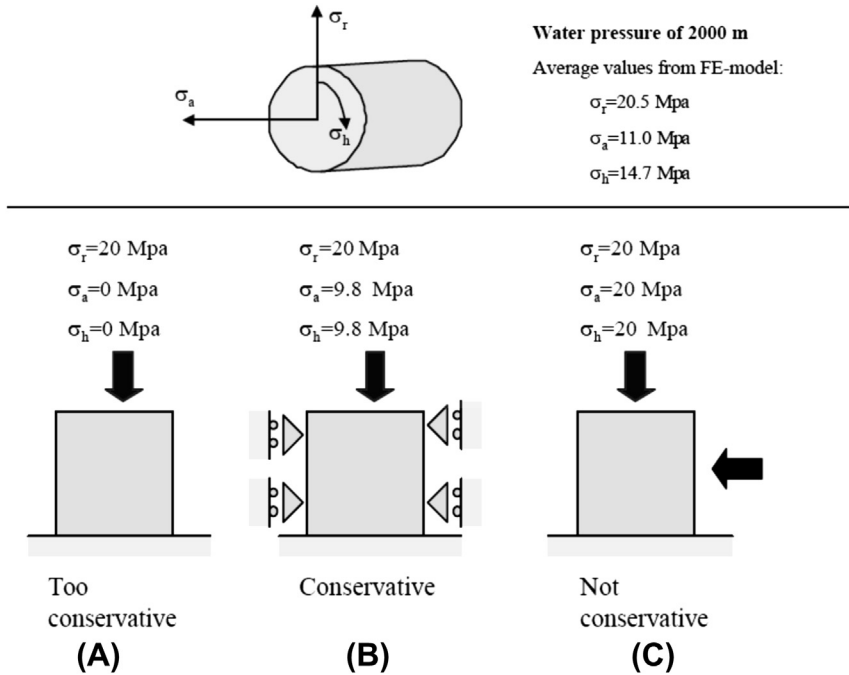 σr
σa
σh
Water pressure of 2000 m
Average values from FE-model:
σr=20.5 Mpa
σa=11.0 Mpa
σh=14.7 Mpa
σr=20 Mpa
σa=0 Mpa
σh=0 Mpa
σr=20 Mpa
σa=9.8 Mpa
σh=9.8 Mpa
σr=20 Mpa
σa=20 Mpa
σh=20 Mpa
Too
conservative
(A)
Conservative
(B)
Not
conservative
(C)